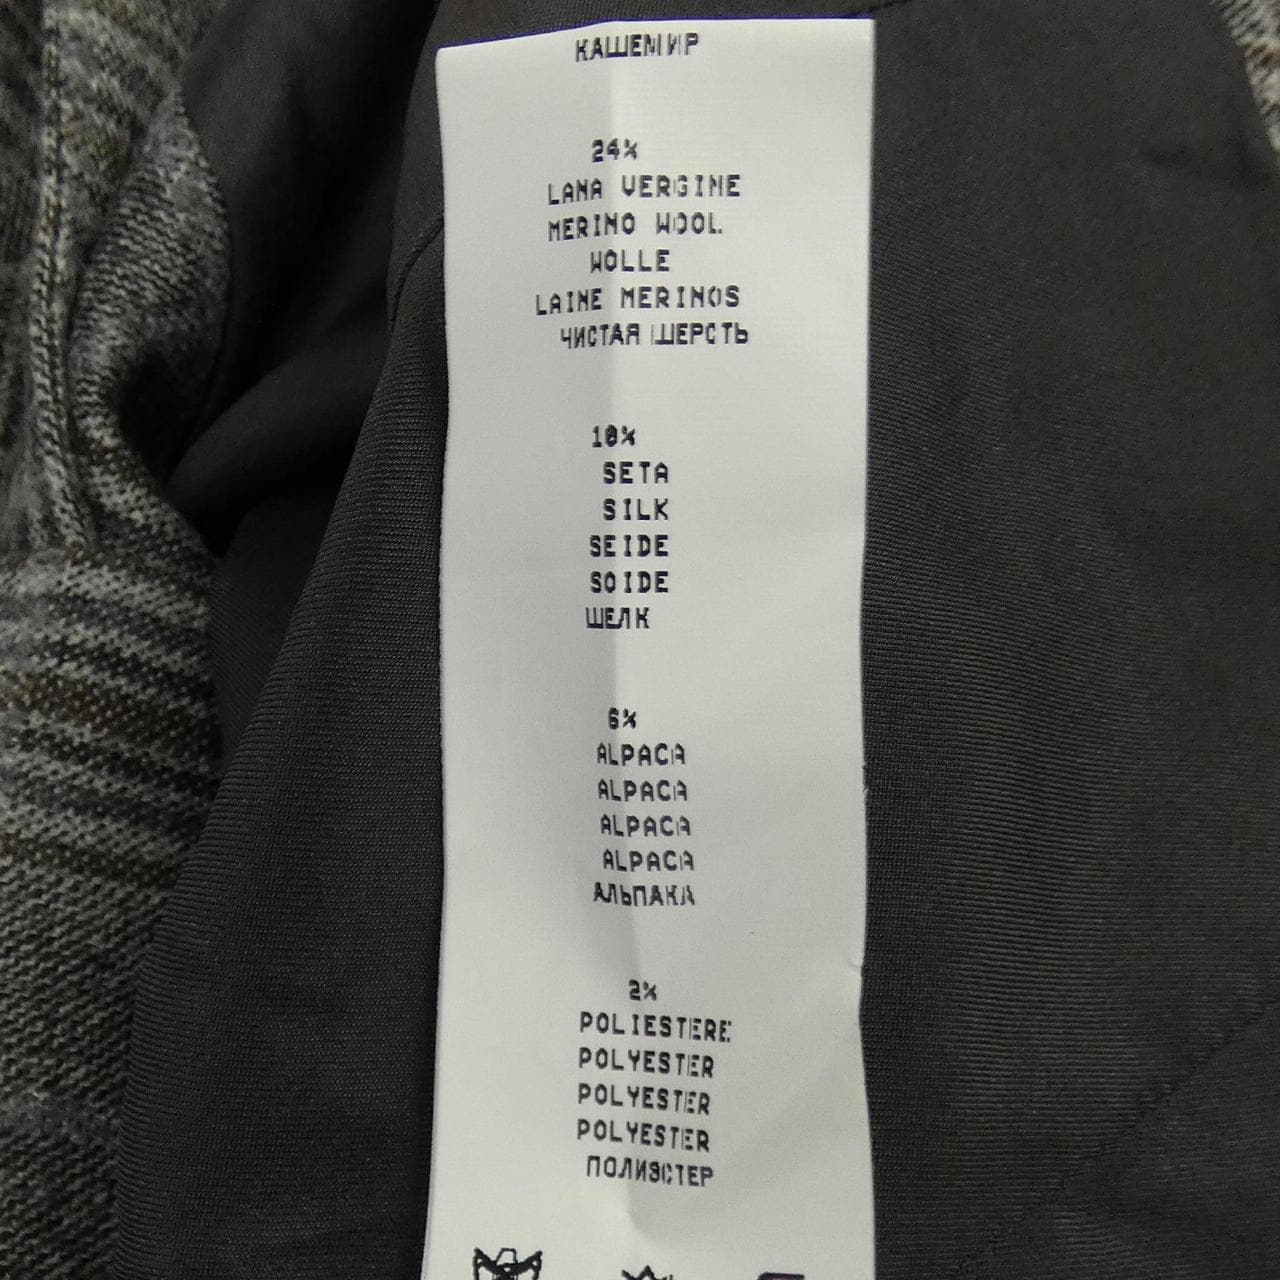 КАШЕМИР
24%
LANA VERGINE
MERINO WOOL
WOLLE
LAINE MERINOS
ЧИСТАЯ ШЕРСТЬ
10%
SETA
SILK
SEIDE
SOIDE
ШЕЛК
6%
ALPACA
ALPACA
ALPACA
ALPACA
АЛЬПАКА
2%
POLIESTERE
POLYESTER
POLYESTER
POLYESTER
ПОЛИЭСТЕР